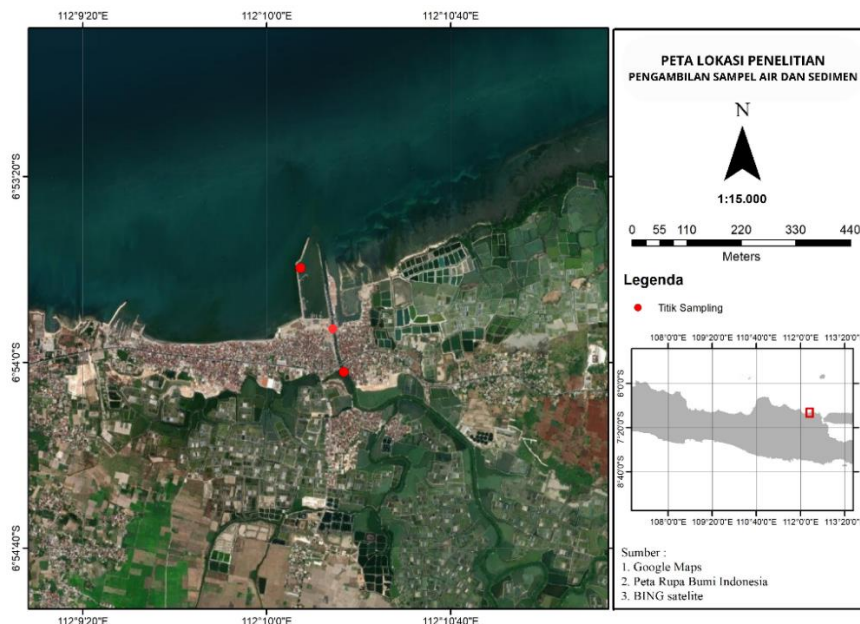 112°9'20"E 112°10'0"E 112°10'40"E
6°53'20"S
6°54'0"S
6°54'40"S
112°9'20"E 112°10'0"E 112°10'40"E
PETA LOKASI PENELITIAN
PENGAMBILAN SAMPEL AIR DAN SEDIMEN
N
1:15.000
0 55 110 220 330 440
Meters
Legenda
Titik Sampling
108°0'0"E 109°20'0"E 110°40'0"E 112°0'0"E 113°20'0"E
6°0'0"S
7°20'0"S
8°40'0"S
108°0'0"E 109°20'0"E 110°40'0"E 112°0'0"E 113°20'0"E
Sumber :
1. Google Maps
2. Peta Rupa Bumi Indonesia
3. BING satelite